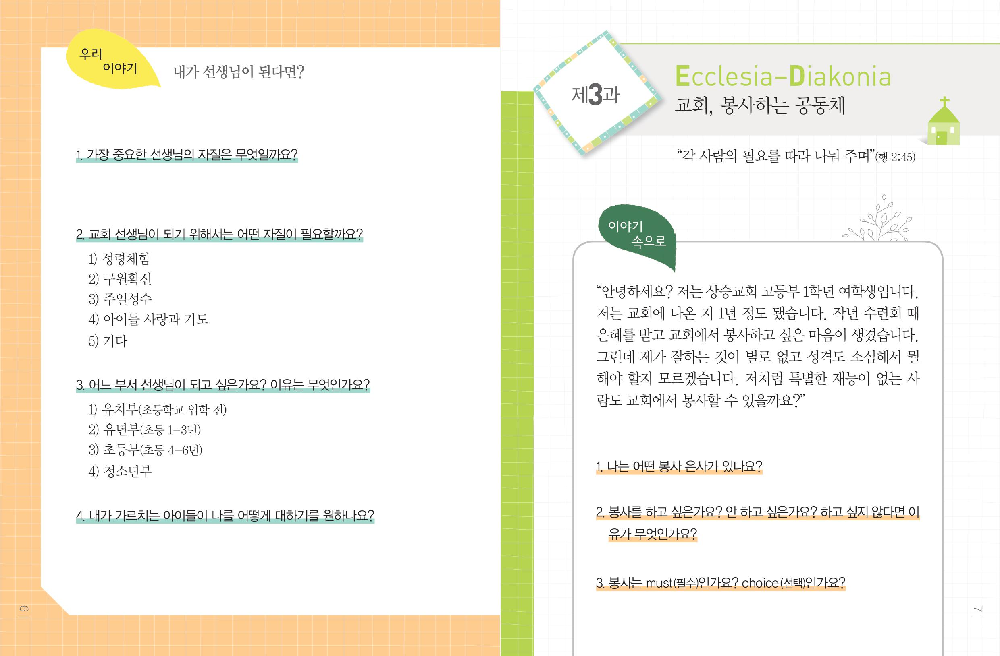 우리
이야기
내가 선생님이 된다면?
1. 가장 중요한 선생님의 자질은 무엇일까요?
2. 교회 선생님이 되기 위해서는 어떤 자질이 필요할까요?
1) 성령체험
2) 구원확신
3) 주일성수
4) 아이들 사랑과 기도
5) 기타
3. 어느 부서 선생님이 되고 싶은가요? 이유는 무엇인가요?
1) 유치부(초등학교 입학 전)
2) 유년부(초등 1-3년)
3) 초등부(초등 4-6년)
4) 청소년부
4. 내가 가르치는 아이들이 나를 어떻게 대하기를 원하나요?
6
제3과
Ecclesia-Diakonia
교회, 봉사하는 공동체
“각 사람의 필요를 따라 나눠 주며”(행 2:45)
이야기
속으로
“안녕하세요? 저는 상승교회 고등부 1학년 여학생입니다.
저는 교회에 나온 지 1년 정도 됐습니다. 작년 수련회 때
은혜를 받고 교회에서 봉사하고 싶은 마음이 생겼습니다.
그런데 제가 잘하는 것이 별로 없고 성격도 소심해서 뭘
해야 할지 모르겠습니다. 저처럼 특별한 재능이 없는 사
람도 교회에서 봉사할 수 있을까요?”
1. 나는 어떤 봉사 은사가 있나요?
2. 봉사를 하고 싶은가요? 안 하고 싶은가요? 하고 싶지 않다면 이
유가 무엇인가요?
3. 봉사는 must(필수)인가요? choice(선택)인가요?
7